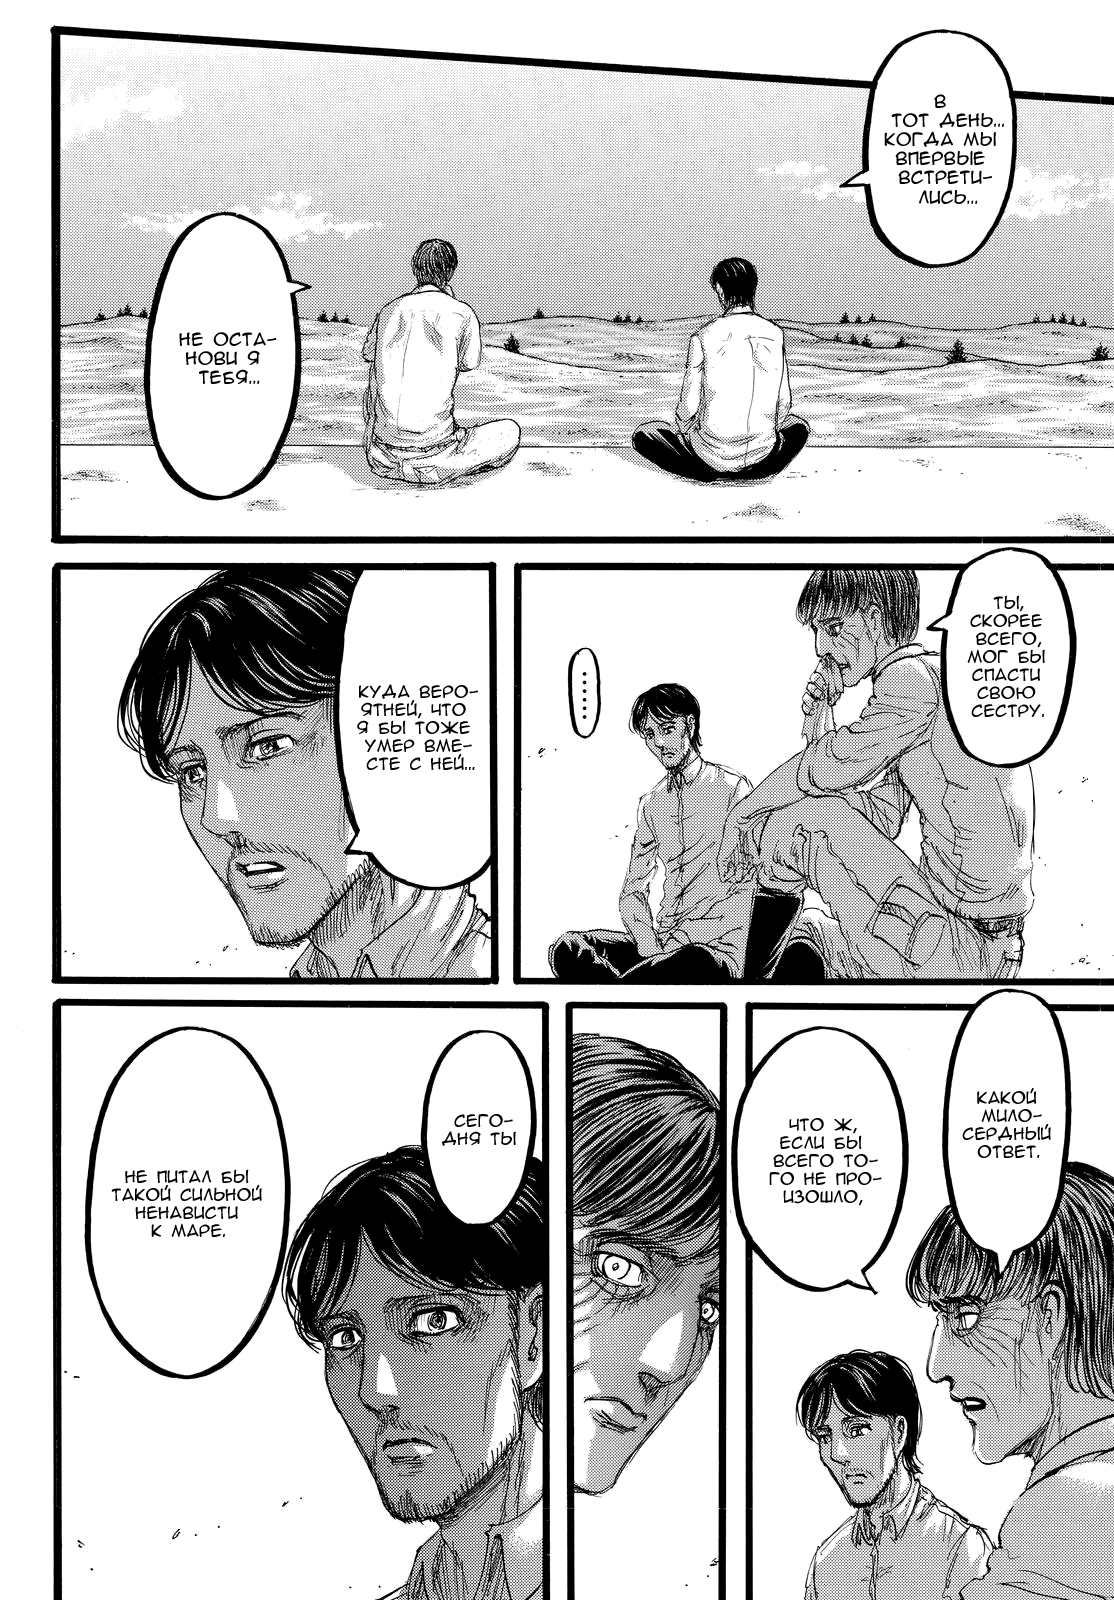 В
ТОТ ДЕНЬ...
КОГДА МЫ
ВПЕРВЫЕ
ВСТРЕТИ-
ЛИСЬ...
НЕ ОСТА-
НОВИ Я
ТЕБЯ...
ТЫ,
СКОРЕЕ
ВСЕГО,
МОГ БЫ
СПАСТИ
СВОЮ
СЕСТРУ.
......
КУДА ВЕРО-
ЯТНЕЙ, ЧТО
Я БЫ ТОЖЕ
УМЕР ВМЕ-
СТЕ С НЕЙ...
КАКОЙ
МИЛО-
СЕРДНЫЙ
ОТВЕТ.
ЧТО Ж,
ЕСЛИ БЫ
ВСЕГО ТО-
ГО НЕ ПРО-
ИЗОШЛО,
СЕГО-
ДНЯ ТЫ
НЕ ПИТАЛ БЫ
ТАКОЙ СИЛЬНОЙ
НЕНАВИСТИ
К МАРЕ.